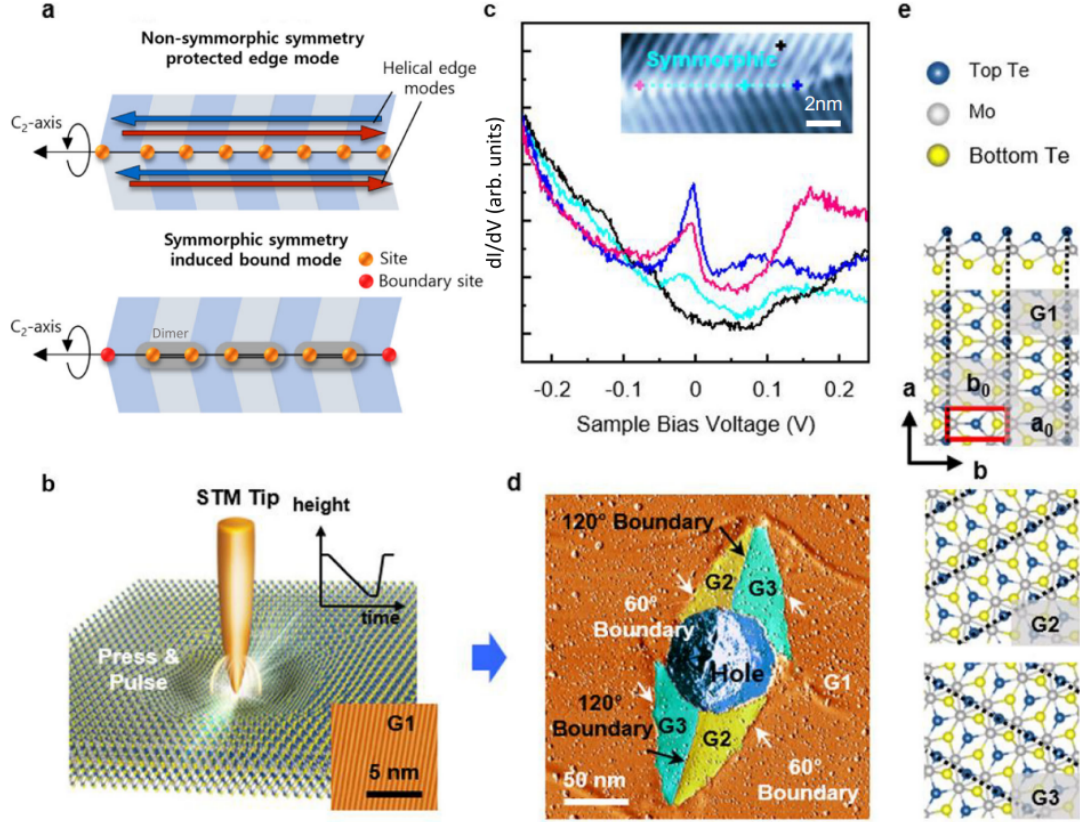 a
Non-symmorphic symmetry
protected edge mode
Helical edge
modes
C₂-axis
Symmorphic symmetry
induced bound mode
Site
Boundary site
C₂-axis
Dimer
b
STM Tip
height
time
Press &
Pulse
G1
5 nm
c
dI/dV (arb. units)
Symmorphic
2nm
-0.2
-0.1
0
0.1
0.2
Sample Bias Voltage (V)
d
120° Boundary
G2
G3
60°
Boundary
Hole
G1
120°
Boundary
G3
G2
60°
Boundary
50 nm
e
Top Te
Mo
Bottom Te
G1
b₀
a₀
a
b
G2
G3